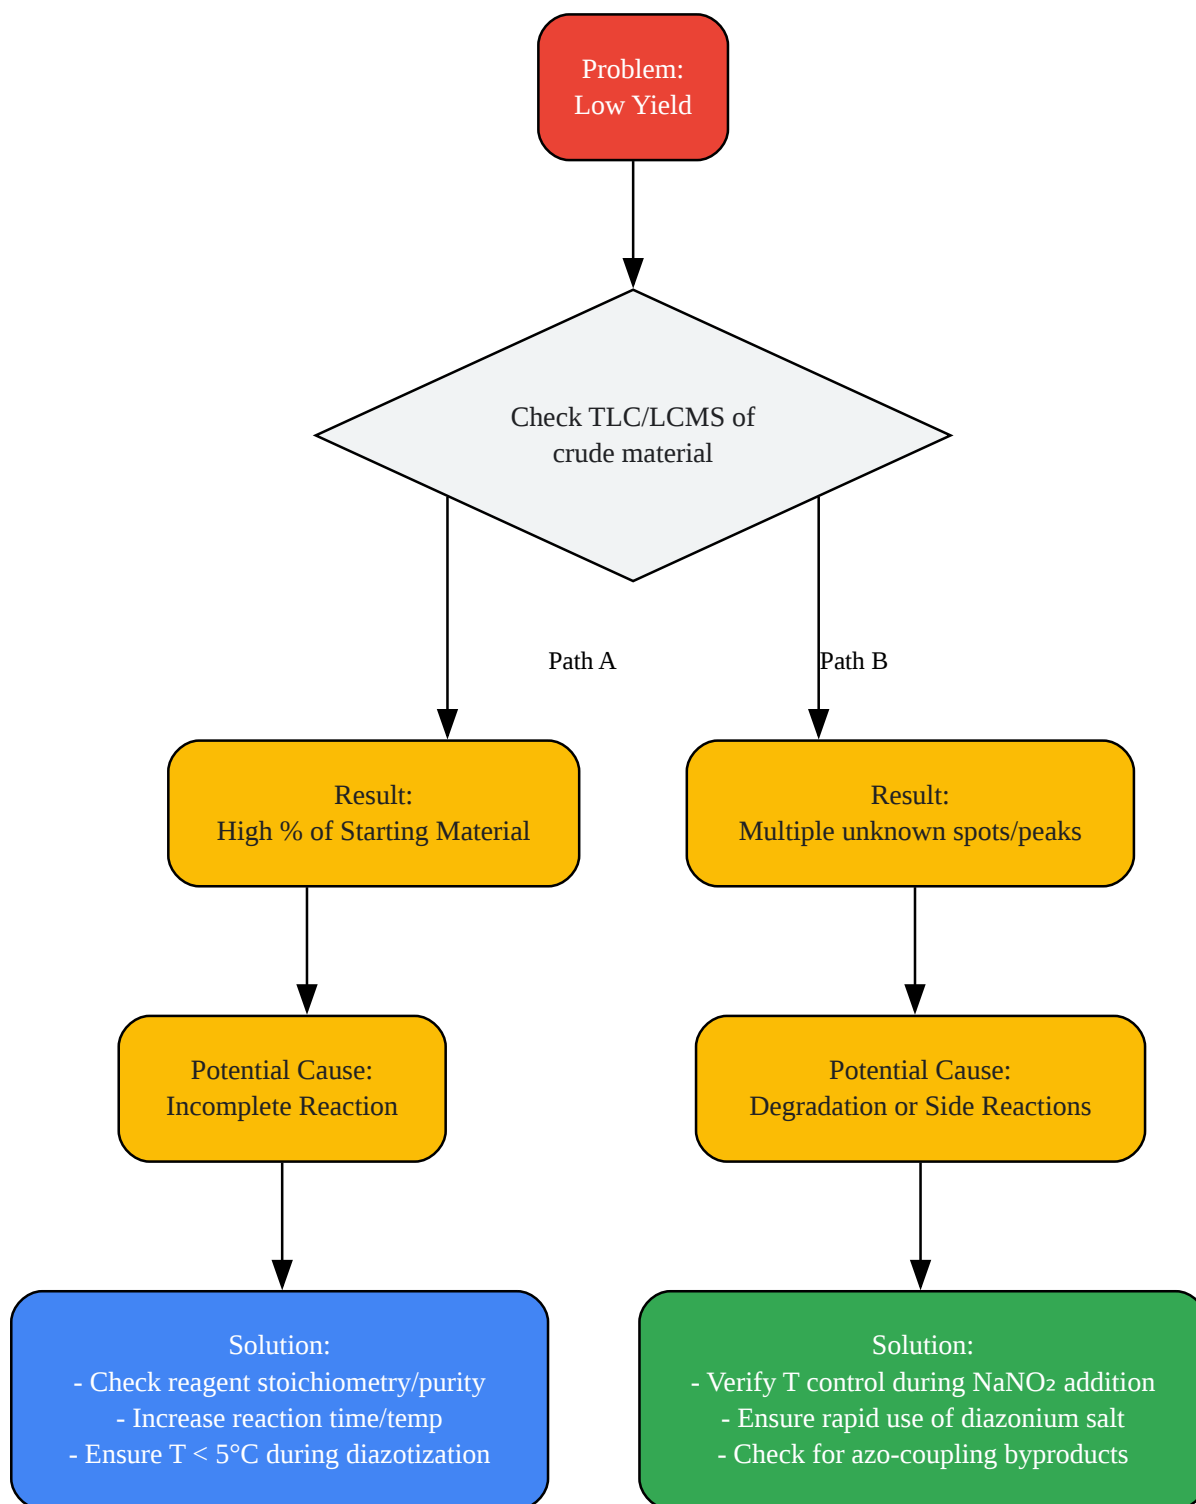 Problem:
Low Yield
Check TLC/LCMS of
crude material
Path A
Path B
Result:
High % of Starting Material
Result:
Multiple unknown spots/peaks
Potential Cause:
Incomplete Reaction
Potential Cause:
Degradation or Side Reactions
Solution:
- Check reagent stoichiometry/purity
- Increase reaction time/temp
- Ensure T < 5°C during diazotization
Solution:
- Verify T control during NaNO₂ addition
- Ensure rapid use of diazonium salt
- Check for azo-coupling byproducts